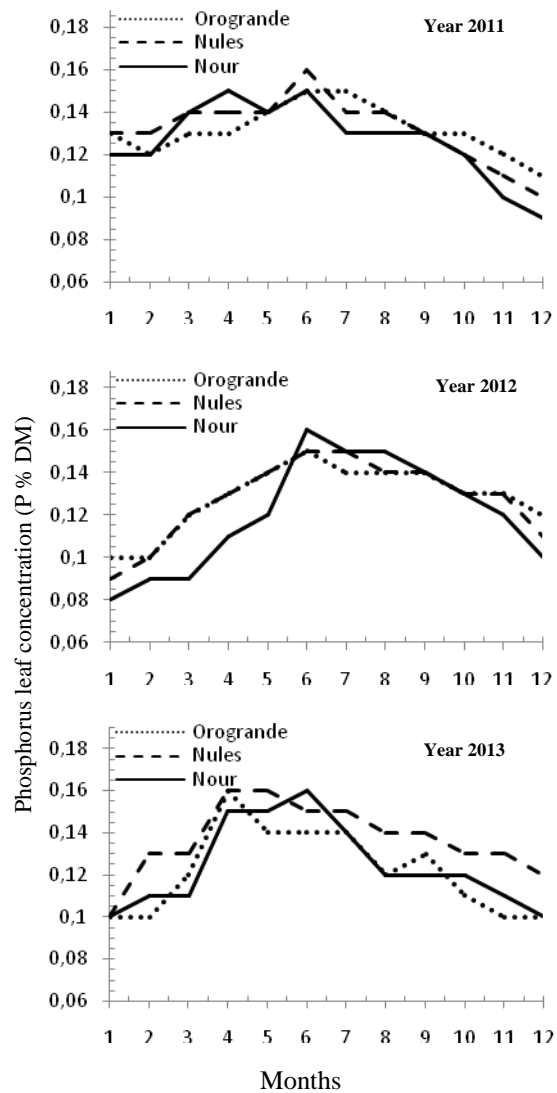 0,18
0,16
0,14
0,12
0,1
0,08
0,06
Orogrande
Nules
Nour
Year 2011
1 2 3 4 5 6 7 8 9 10 11 12
Phosphorus leaf concentration (P % DM)
0,18
0,16
0,14
0,12
0,1
0,08
0,06
Orogrande
Nules
Nour
Year 2012
1 2 3 4 5 6 7 8 9 10 11 12
0,18
0,16
0,14
0,12
0,1
0,08
0,06
Orogrande
Nules
Nour
Year 2013
1 2 3 4 5 6 7 8 9 10 11 12
Months